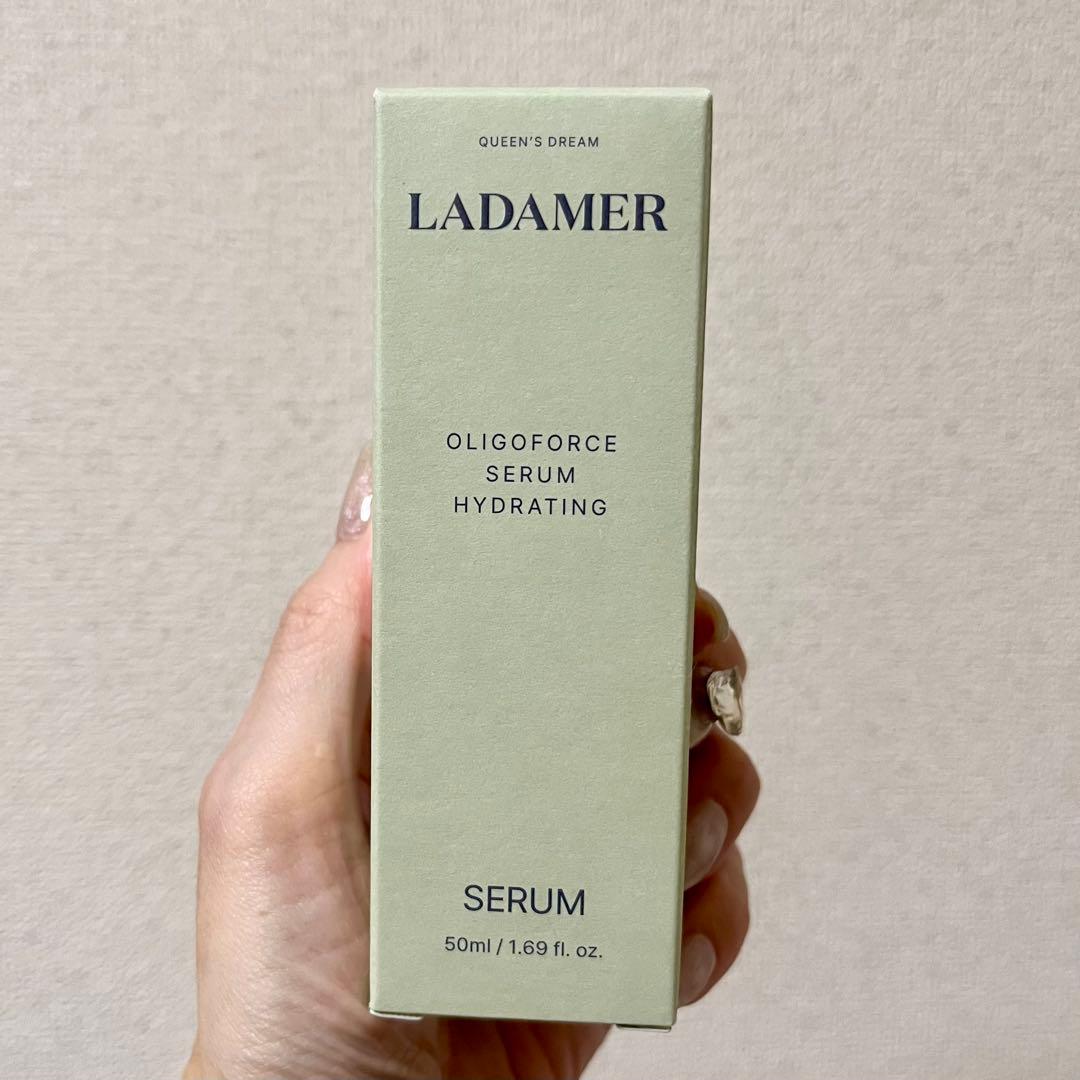 QUEEN'S DREAM
LADAMER
OLIGOFORCE
SERUM
HYDRATING
SERUM
50ml / 1.69 fl. oz.